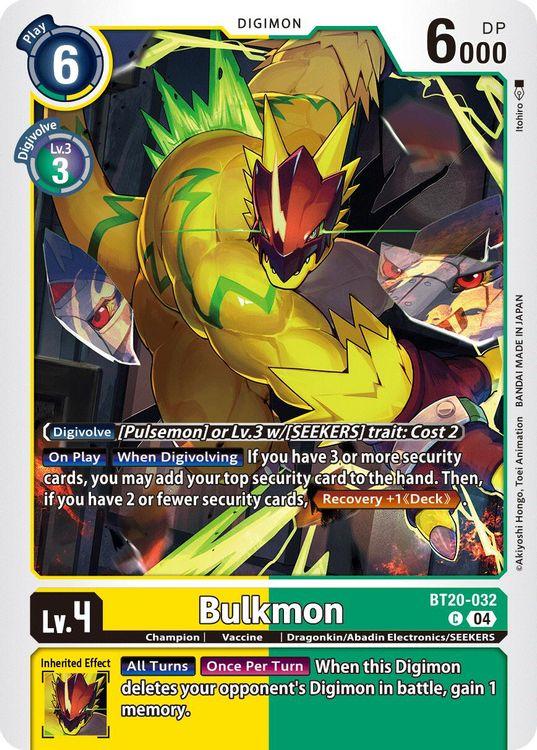 DIGIMON
Play
6
DP
6000
Digivolve
Lv.3
3
Itohiro
Digivolve [Pulsemon] or Lv.3 w/[SEEKERS] trait: Cost 2
On Play When Digivolving If you have 3 or more security
cards, you may add your top security card to the hand. Then,
if you have 2 or fewer security cards, Recovery +1《Deck》
©Akiyoshi Hongo, Toei Animation BANDAI MADE IN JAPAN
Lv.4
Bulkmon
BT20-032
C 04
Champion | Vaccine | Dragonkin/Abadin Electronics/SEEKERS
Inherited Effect
All Turns Once Per Turn When this Digimon
deletes your opponent's Digimon in battle, gain 1
memory.